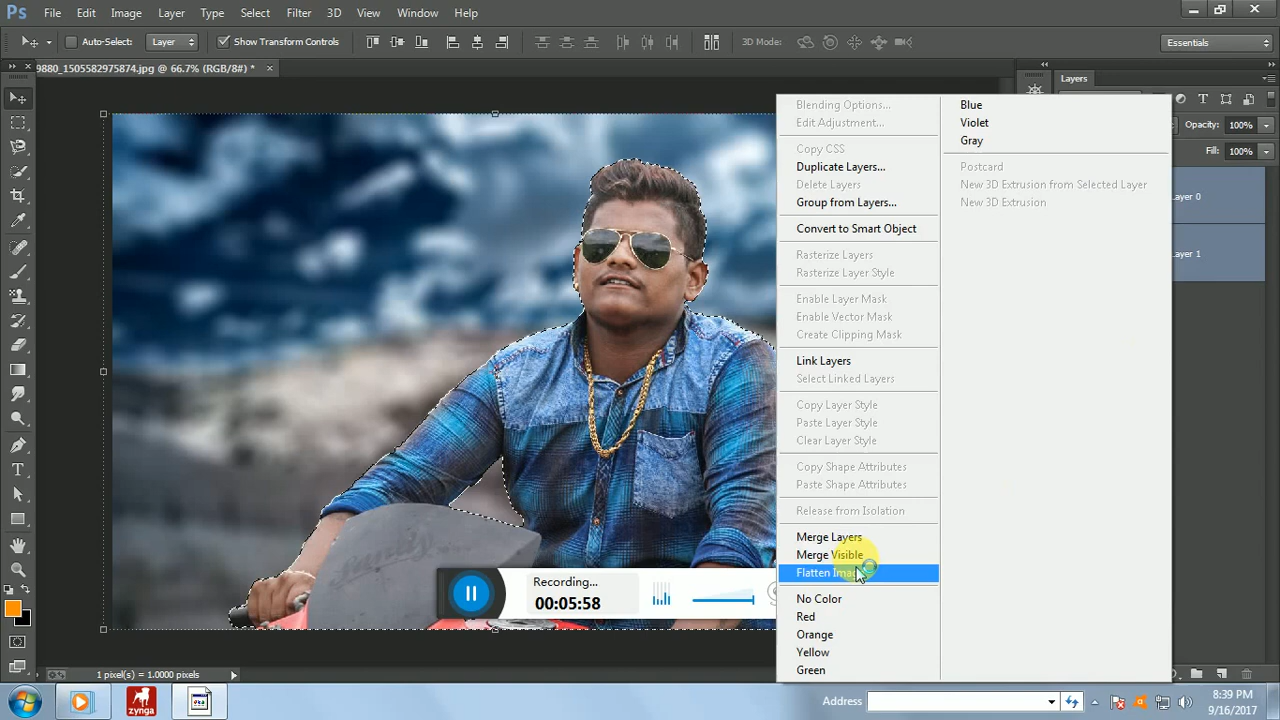 Ps File Edit Image Layer Type Select Filter 3D View Window Help
Auto-Select: Layer Show Transform Controls 3D Mode: Essentials
9880_1505582975874.jpg @ 66.7% (RGB/8#) *
Layers
Opacity: 100%
Fill: 100%
ayer 0
ayer 1
Blending Options...
Edit Adjustment...
Copy CSS
Duplicate Layers...
Delete Layers
Group from Layers...
Convert to Smart Object
Rasterize Layers
Rasterize Layer Style
Enable Layer Mask
Enable Vector Mask
Create Clipping Mask
Link Layers
Select Linked Layers
Copy Layer Style
Paste Layer Style
Clear Layer Style
Copy Shape Attributes
Paste Shape Attributes
Release from Isolation
Merge Layers
Merge Visible
Flatten Image
No Color
Red
Orange
Yellow
Green
Blue
Violet
Gray
Postcard
New 3D Extrusion from Selected Layer
New 3D Extrusion
Recording...
00:05:58
1 pixel(s) = 1.0000 pixels
zynga
Address
8:39 PM
9/16/2017